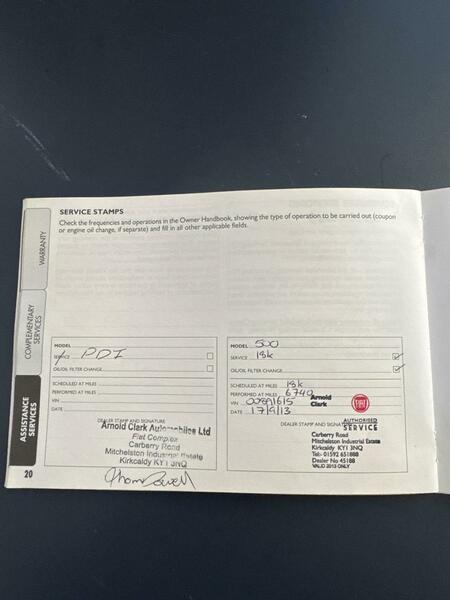 SERVICE STAMPS
Check the frequencies and operations in the Owner Handbook, showing the type of operation to be carried out (coupon
or engine oil change, if separate) and fill in all other applicable fields.
WARRANTY
COMPLEMENTARY
SERVICES
ASSISTANCE
SERVICES
20
MODEL
SERVICE PDI
OIL/OIL FILTER CHANGE
SCHEDULED AT MILES
PERFORMED AT MILES
VIN
DATE
DEALER STAMP AND SIGNATURE
Arnold Clark Automobiles Ltd
Fiat Complex
Carberry Road
Mitchelston Industrial Estate
Kirkcaldy KY1 3NQ
MODEL 500
SERVICE 18k
OIL/OIL FILTER CHANGE
SCHEDULED AT MILES 18k
PERFORMED AT MILES 6740
VIN
DATE 17/9/13
Arnold
Clark
FIAT
DEALER STAMP AND SIGNATURE
AUTHORISED
SERVICE
Carberry Road
Mitchelston Industrial Estate
Kirkcaldy KY1 3NQ
Tel:- 01592 651888
Dealer No 45188
VALID 2013 ONLY